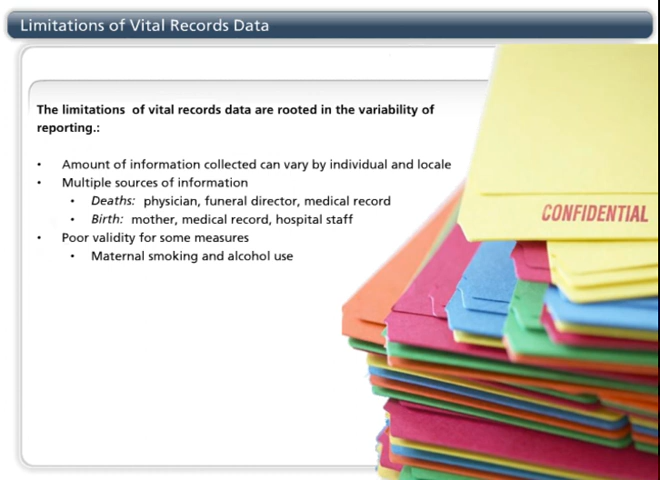 Limitations of Vital Records Data
The limitations of vital records data are rooted in the variability of
reporting.:
• Amount of information collected can vary by individual and locale
• Multiple sources of information
• Deaths: physician, funeral director, medical record
• Birth: mother, medical record, hospital staff
• Poor validity for some measures
• Maternal smoking and alcohol use
CONFIDENTIAL